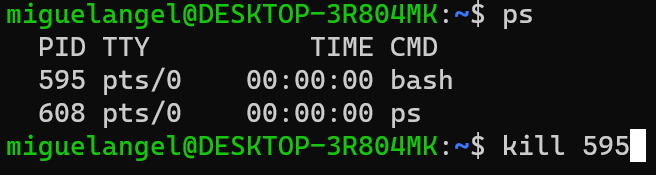 miguelangel@DESKTOP-3R804MK:~$ ps
  PID TTY          TIME CMD
  595 pts/0    00:00:00 bash
  608 pts/0    00:00:00 ps
miguelangel@DESKTOP-3R804MK:~$ kill 595